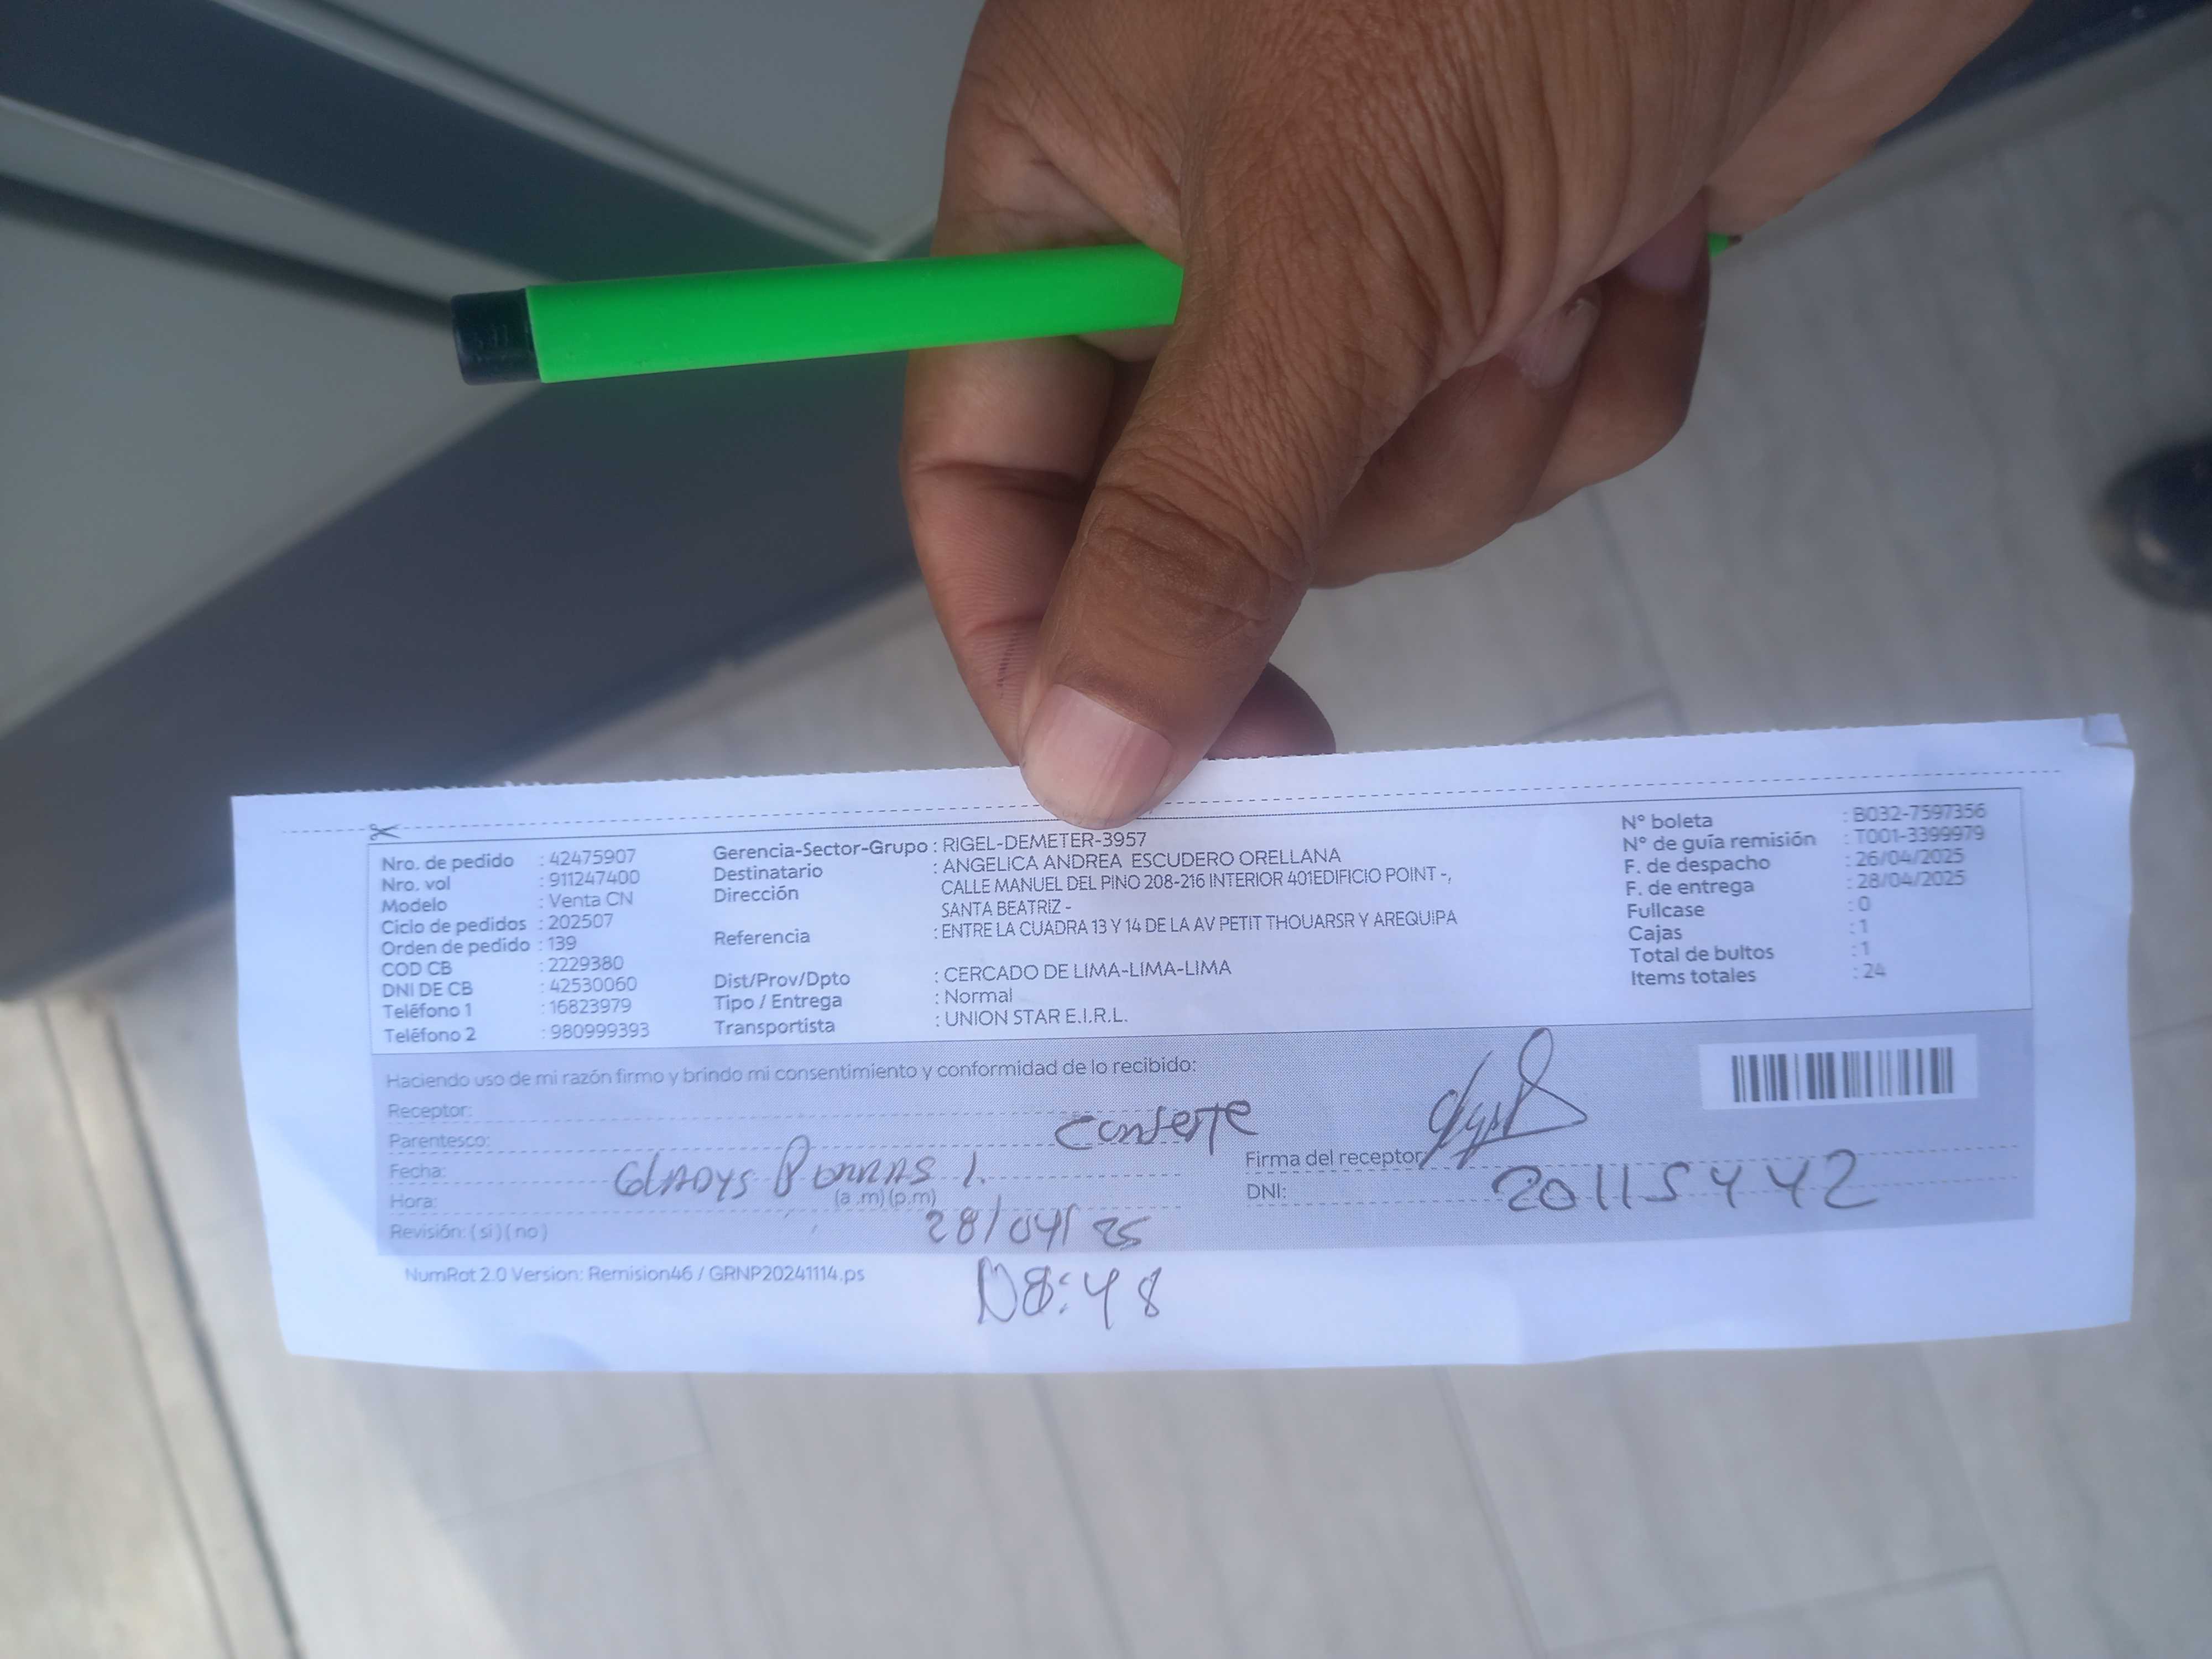 Nro. de pedido : 42475907
Nro. vol : 911247400
Modelo : Venta CN
Ciclo de pedidos : 202507
Orden de pedido : 139
COD CB : 2229380
DNI DE CB : 42530060
Teléfono 1 : 16823979
Teléfono 2 : 980999393
Gerencia-Sector-Grupo : RIGEL-DEMETER-3957
Destinatario : ANGELICA ANDREA ESCUDERO ORELLANA
Dirección CALLE MANUEL DEL PINO 208-216 INTERIOR 401EDIFICIO POINT -,
SANTA BEATRIZ -
Referencia : ENTRE LA CUADRA 13 Y 14 DE LA AV PETIT THOUARSR Y AREQUIPA
Dist/Prov/Dpto : CERCADO DE LIMA-LIMA-LIMA
Tipo / Entrega : Normal
Transportista : UNION STAR E.I.R.L.
N° boleta : B032-7597356
N° de guía remisión : T001-3399979
F. de despacho : 26/04/2025
F. de entrega : 28/04/2025
Fullcase : 0
Cajas : 1
Total de bultos : 1
Items totales : 24
Haciendo uso de mi razón firmo y brindo mi consentimiento y conformidad de lo recibido:
Receptor:
Parentesco:
Fecha: GLADYS PORRAS
Hora: (a .m) (p.m)
28/04/25
Revisión: ( si ) ( no )
Firma del receptor:
DNI: 20115442
NumRot 2.0 Version: Remision46 / GRNP20241114.ps
08:48